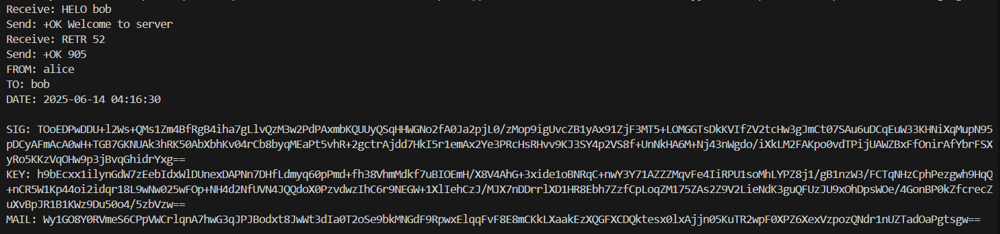 Receive: HELO bob
Send: +OK Welcome to server
Receive: RETR 52
Send: +OK 905
FROM: alice
TO: bob
DATE: 2025-06-14 04:16:30
SIG: TOoEDPwDDU+l2Ws+QMs1Zm4BfRgB4iha7gLlvQzM3w2PdPAxmbKQUUyQSqHHWGNo2fA0Ja2pjL0/zMop9igUvcZB1yAx91ZjF3MT5+LOMGGTsDkKVIfZV2tcHw3gJmCt07SAu6uDCqEuW33KHNiXqMupN95
pDCyAFmAcA0wH+TGB7GKNUAk3hRK50AbXbhKv04rCb8byqMEaPt5vhR+2gctrAjdd7HkI5r1emAx2Ye3PRcHsRHvv9KJ3SY4p2VS8f+UnNkHA6M+Nj43nWgdo/iXkLM2FAKpo0vdTPijUAWZBxFfOnirAfYbrFSX
yRo5KKzVqOHw9p3jBvqGhidrYxg==
KEY: h9bEcxx1ilynGdW7zEebIdxWlDUnexDAPNn7DHfLdmyq60pPmd+fh38VhmMdkf7uBIOEmH/X8V4AhG+3xide1oBNRqC+nwY3Y71AZZZMqvFe4IiRPU1soMhLYPZ8j1/gB1nzW3/FCTqNHzCphPezgwh9HqQ
+nCR5W1Kp44oi2idqr18L9wNw025wFOp+NH4d2NfUVN4JQQdoX0PzvdwzIhC6r9NEGW+1XlIehCzJ/MJX7nDDrrlXD1HR8Ebh7ZzfCpLoqZM175ZAs2Z9V2LieNdK3guQFUzJU9xOhDpsWOe/4GonBP0kZfcrecZ
uXvBpJR1B1KWz9Du50o4/5zbVzw==
MAIL: Wy1GO8Y0RVmeS6CPpVWCrlqnA7hwG3qJPJBodxt8JwWt3dIa0T2oSe9bkMNGdF9RpwxElqqFvF8E8mCKkLXaakEzXQGFXCDQktesx0lxAjjn05KuTR2wpF0XPZ6XexVzpozQNdr1nUZTadOaPgtsgw==